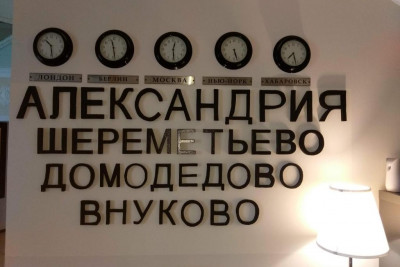 ЛОНДОН БЕРЛИН МОСКВА НЬЮ-ЙОРК ХАБАРОВСК
АЛЕКСАНДРИЯ
ШЕРЕМЕТЬЕВО
ДОМОДЕДОВО
ВНУКОВО